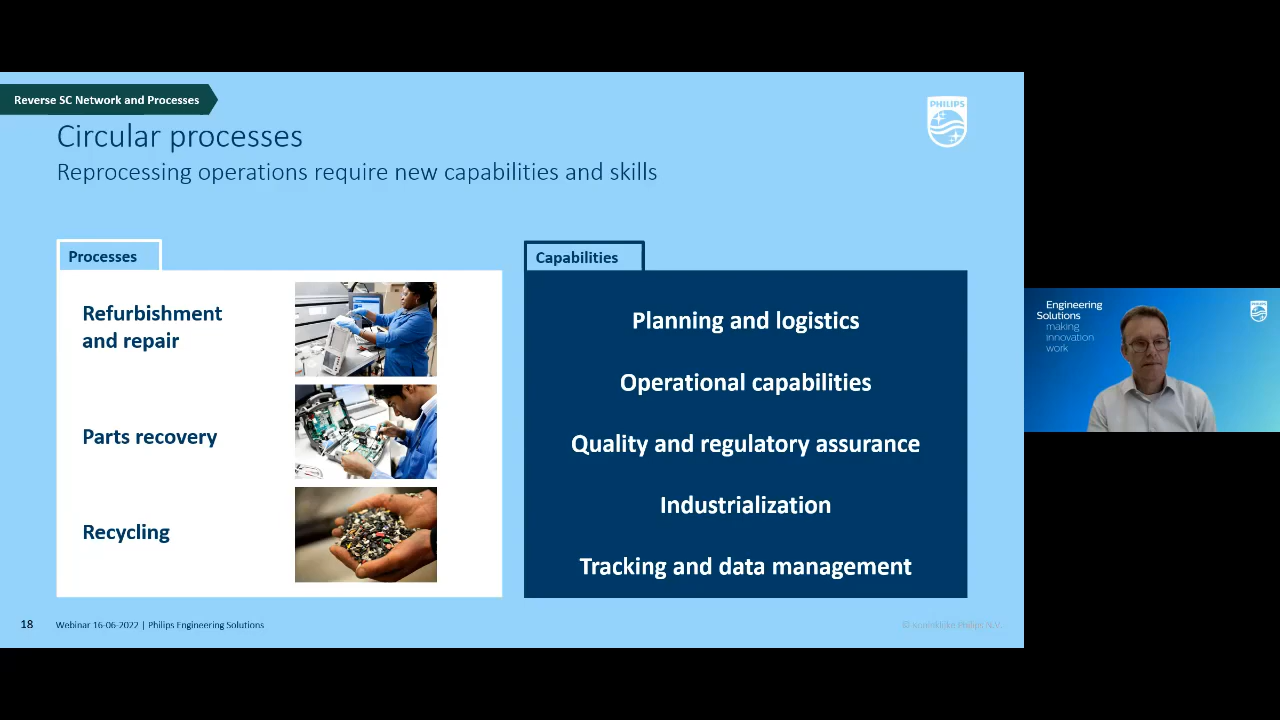 Reverse SC Network and Processes
PHILIPS
Circular processes
Reprocessing operations require new capabilities and skills
Processes
Refurbishment
and repair
Parts recovery
Recycling
Capabilities
Planning and logistics
Operational capabilities
Quality and regulatory assurance
Industrialization
Tracking and data management
18
Webinar 16-06-2022 | Philips Engineering Solutions
© Koninklijke Philips N.V.
Engineering
Solutions
making
innovation
work